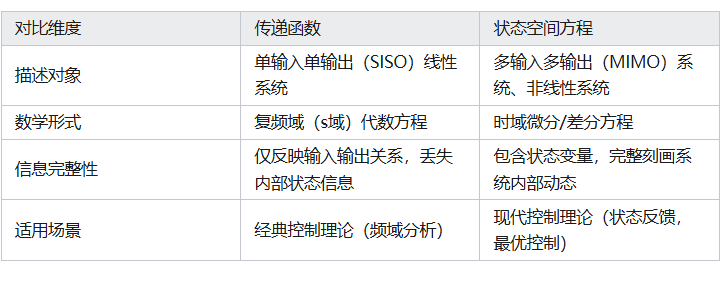 对比维度 传递函数 状态空间方程
描述对象 单输入单输出（SISO）线性系统 多输入多输出（MIMO）系统、非线性系统
数学形式 复频域（s域）代数方程 时域微分/差分方程
信息完整性 仅反映输入输出关系，丢失内部状态信息 包含状态变量，完整刻画系统内部动态
适用场景 经典控制理论（频域分析） 现代控制理论（状态反馈，最优控制）